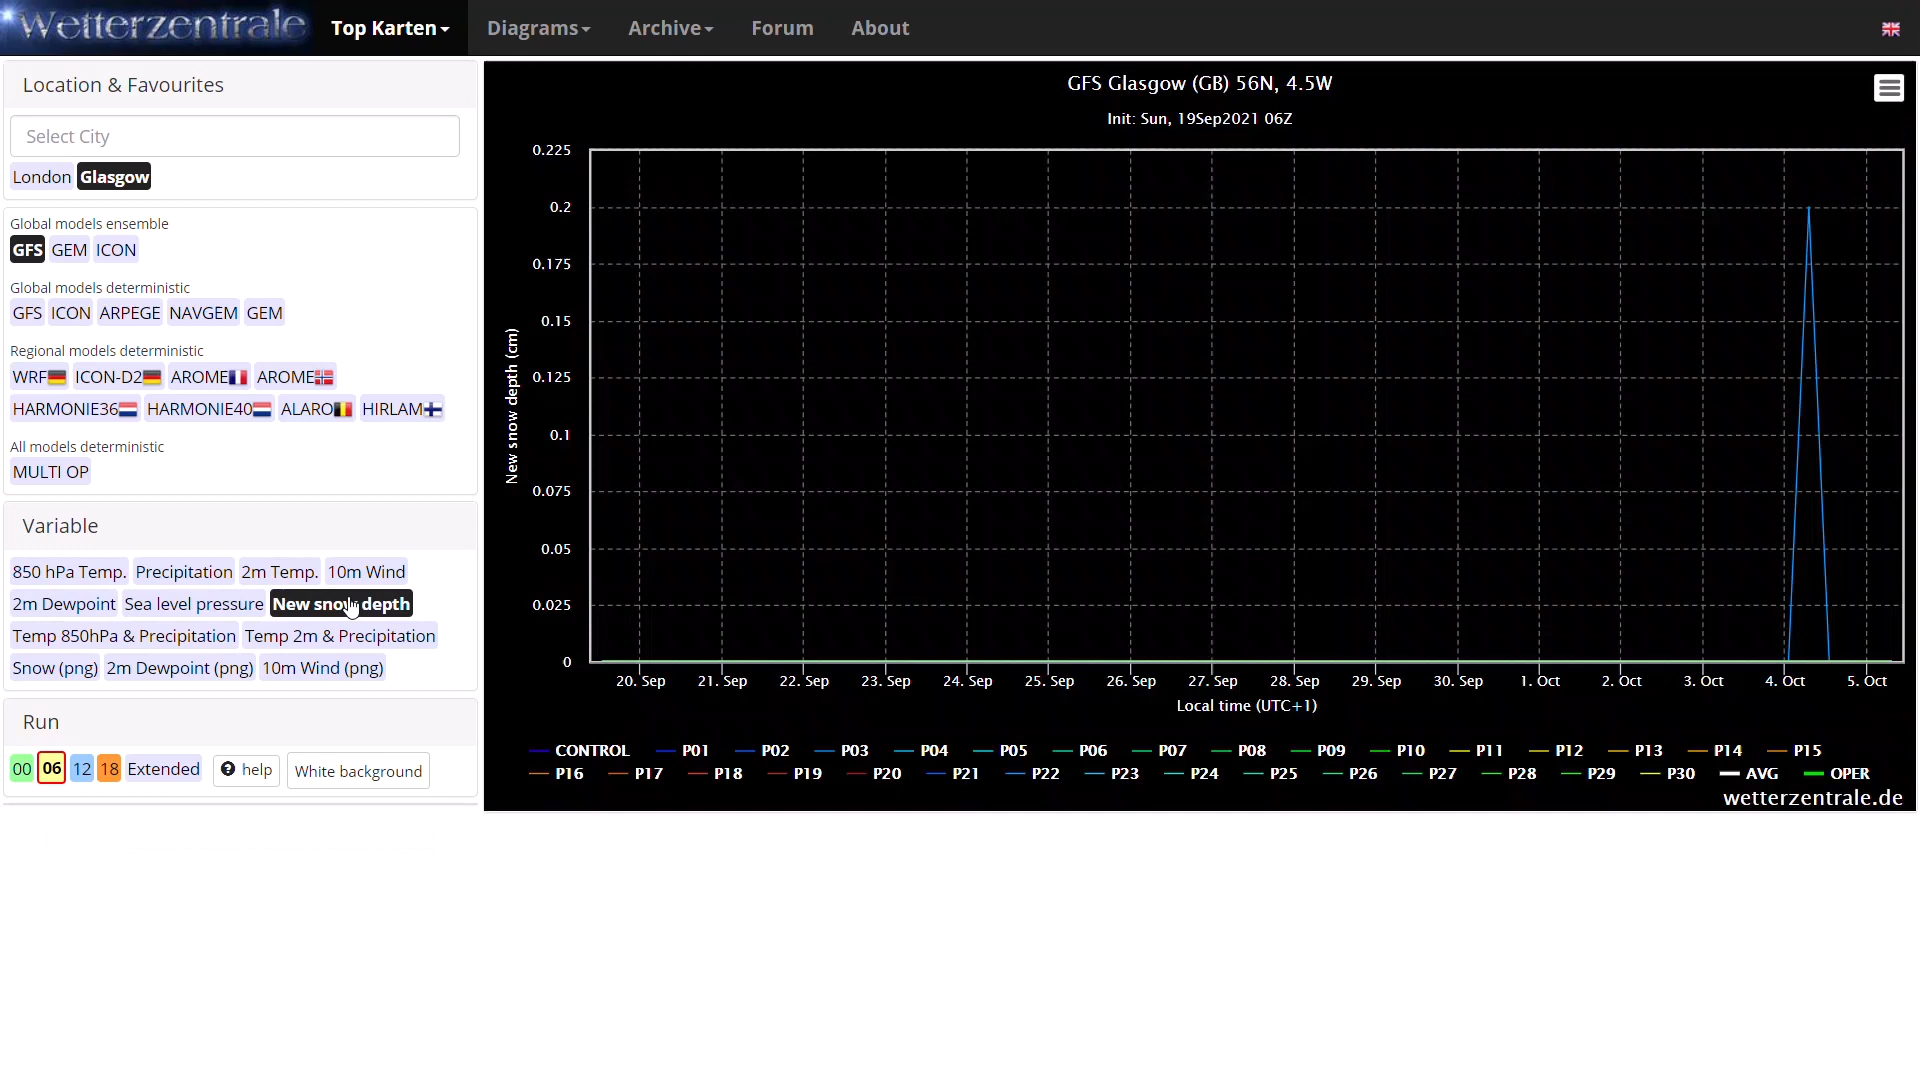 Wetterzentrale Top Karten Diagrams Archive Forum About
Location & Favourites
Select City
London Glasgow
Global models ensemble
GFS GEM ICON
Global models deterministic
GFS ICON ARPEGE NAVGEM GEM
Regional models deterministic
WRF ICON-D2 AROME AROME
HARMONIE36 HARMONIE40 ALARO HIRLAM
All models deterministic
MULTI OP
Variable
850 hPa Temp. Precipitation 2m Temp. 10m Wind
2m Dewpoint Sea level pressure New snow depth
Temp 850hPa & Precipitation Temp 2m & Precipitation
Snow (png) 2m Dewpoint (png) 10m Wind (png)
Run
00 06 12 18 Extended help White background
GFS Glasgow (GB) 56N, 4.5W
Init: Sun, 19Sep2021 06Z
New snow depth (cm)
0.225
0.2
0.175
0.15
0.125
0.1
0.075
0.05
0.025
0
20. Sep 21. Sep 22. Sep 23. Sep 24. Sep 25. Sep 26. Sep 27. Sep 28. Sep 29. Sep 30. Sep 1. Oct 2. Oct 3. Oct 4. Oct 5. Oct
Local time (UTC+1)
CONTROL P01 P02 P03 P04 P05 P06 P07 P08 P09 P10 P11 P12 P13 P14 P15
P16 P17 P18 P19 P20 P21 P22 P23 P24 P25 P26 P27 P28 P29 P30 AVG OPER
wetterzentrale.de